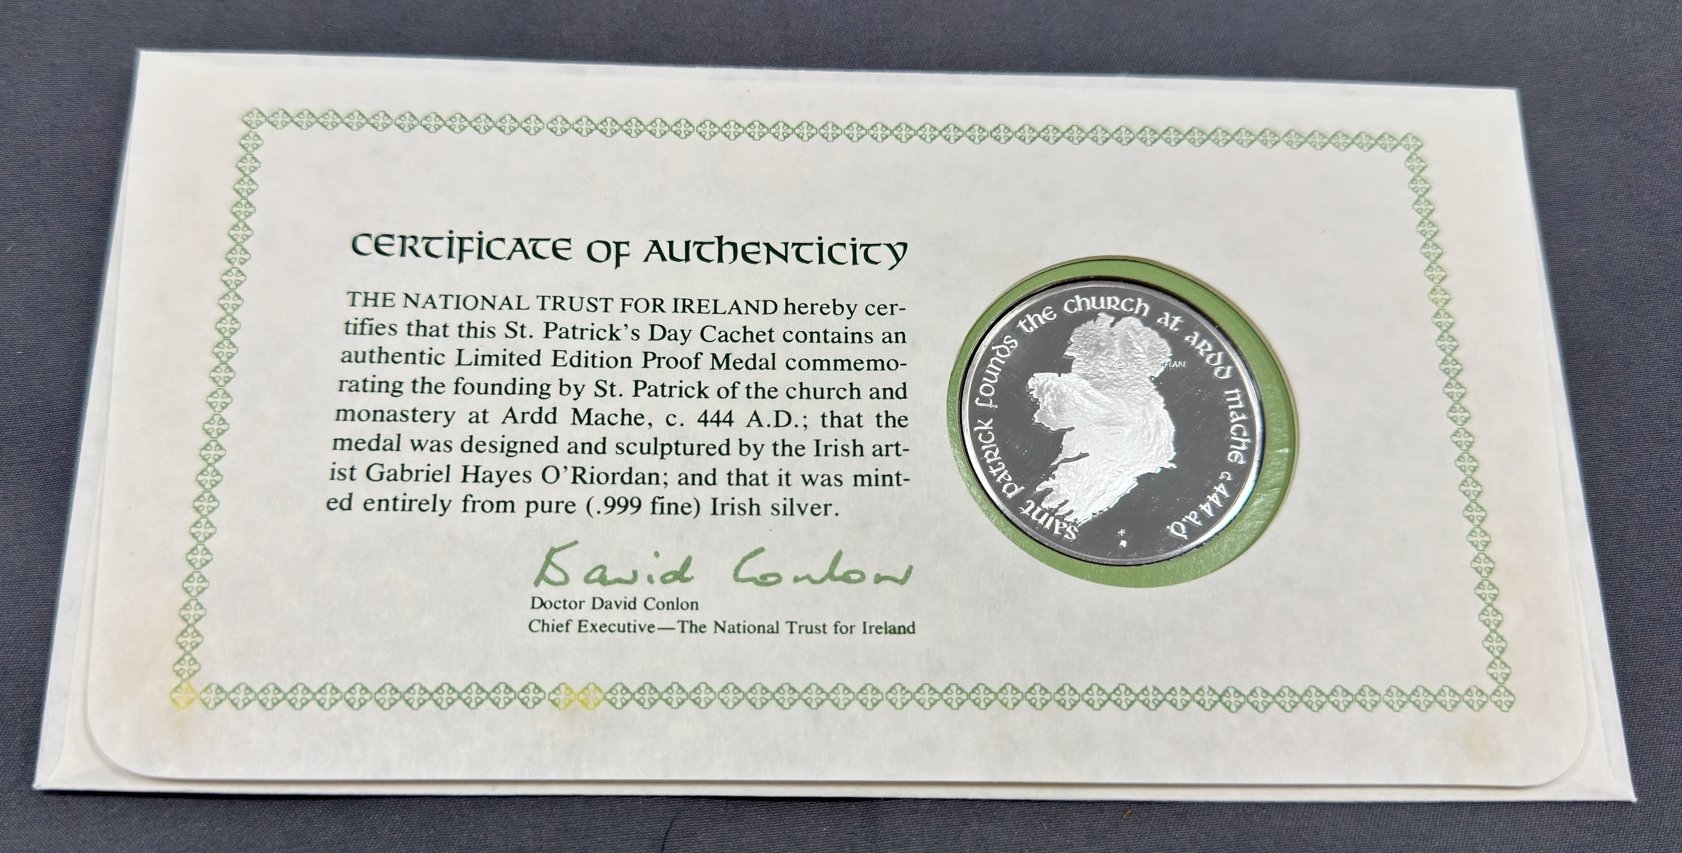 CERTIFICATE OF AUTHENTICITY
THE NATIONAL TRUST FOR IRELAND hereby cer-
tifies that this St. Patrick's Day Cachet contains an
authentic Limited Edition Proof Medal commemo-
rating the founding by St. Patrick of the church and
monastery at Ardd Mache, c. 444 A.D.; that the
medal was designed and sculptured by the Irish art-
ist Gabriel Hayes O'Riordan; and that it was mint-
ed entirely from pure (.999 fine) Irish silver.
David Conlon
Doctor David Conlon
Chief Executive—The National Trust for Ireland
saint patrick founds the church at ardd mache c.444 a.d.